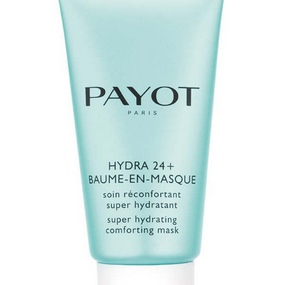 PAYOT
PARIS
HYDRA 24+
BAUME-EN-MASQUE
soin réconfortant
super hydratant
super hydrating
comforting mask